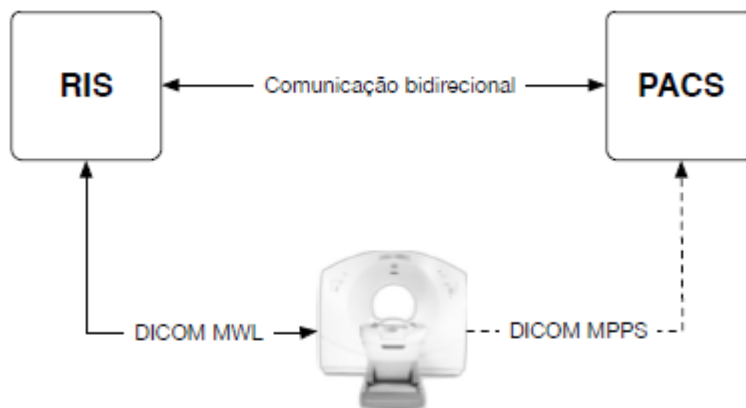 RIS
Comunicação bidirecional
PACS
DICOM MWL
DICOM MPPS